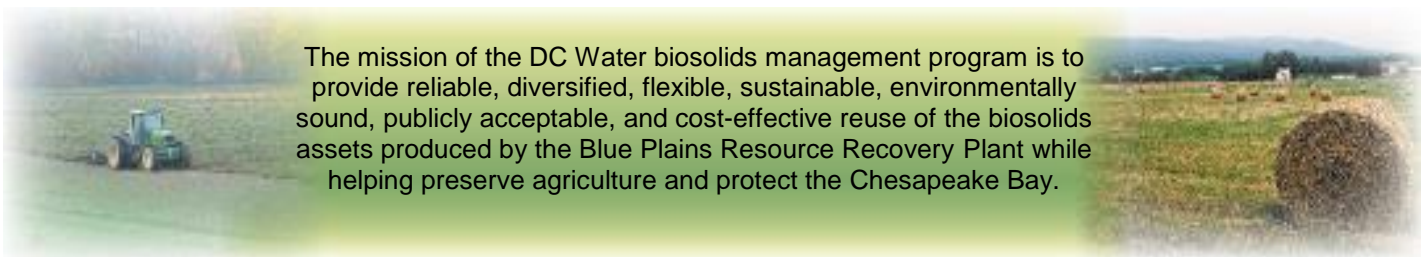 The mission of the DC Water biosolids management program is to
provide reliable, diversified, flexible, sustainable, environmentally
sound, publicly acceptable, and cost-effective reuse of the biosolids
assets produced by the Blue Plains Resource Recovery Plant while
helping preserve agriculture and protect the Chesapeake Bay.